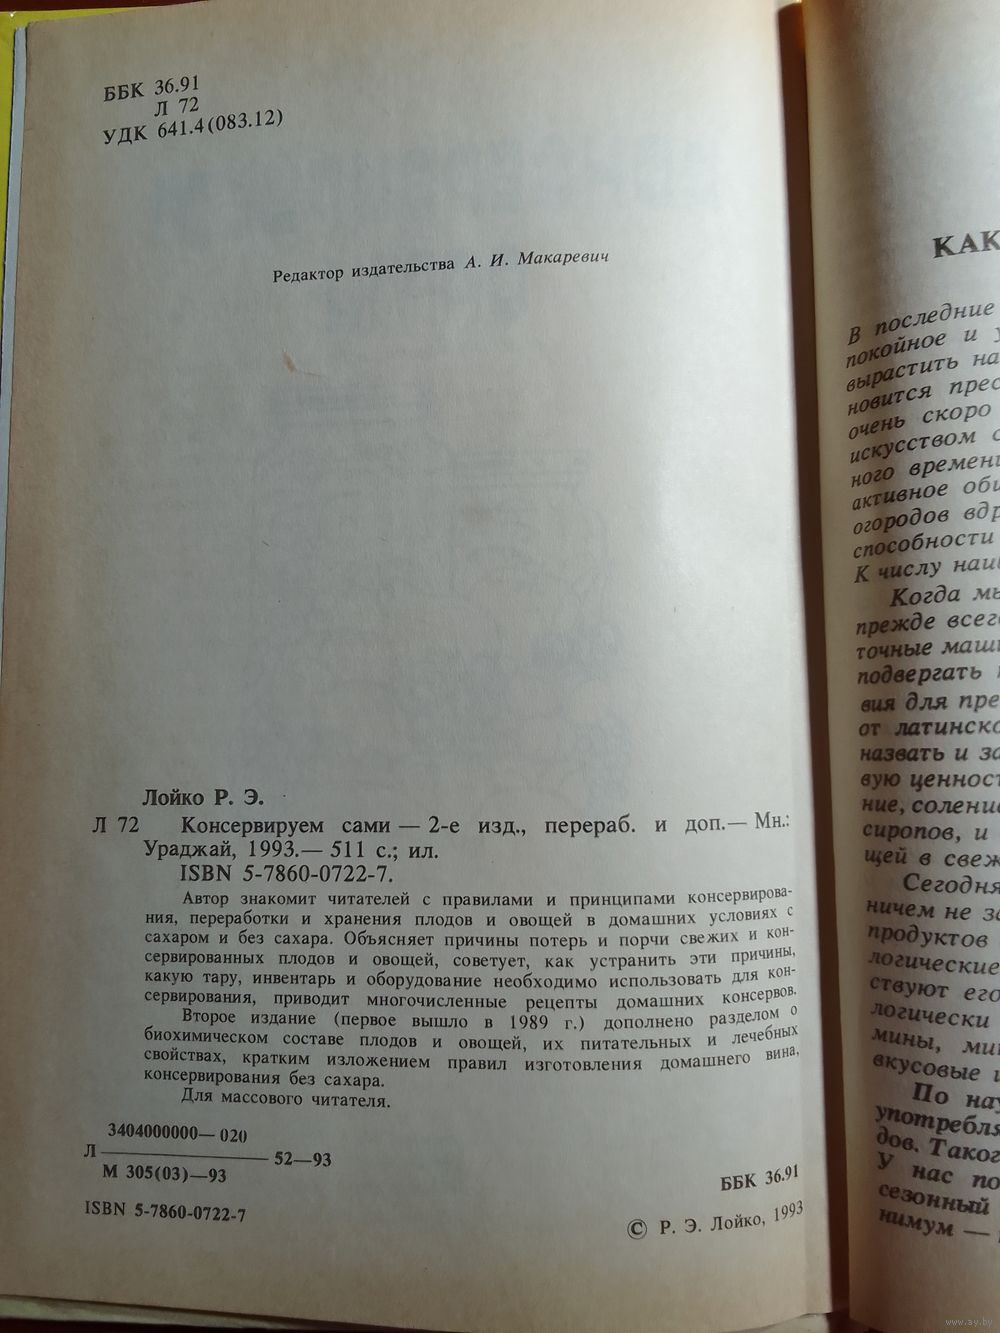 ББК 36.91
Л 72
УДК 641.4(083.12)
Редактор издательства А. И. Макаревич
Лойко Р. Э.
Л 72 Консервируем сами — 2-е изд., перераб. и доп.— Мн.:
Ураджай, 1993.— 511 с.; ил.
ISBN 5-7860-0722-7.
Автор знакомит читателей с правилами и принципами консервирова-
ния, переработки и хранения плодов и овощей в домашних условиях с
сахаром и без сахара. Объясняет причины потерь и порчи свежих и кон-
сервированных плодов и овощей, советует, как устранить эти причины,
какую тару, инвентарь и оборудование необходимо использовать для кон-
сервирования, приводит многочисленные рецепты домашних консервов.
Второе издание (первое вышло в 1989 г.) дополнено разделом о
биохимическом составе плодов и овощей, их питательных и лечебных
свойствах, кратким изложением правил изготовления домашнего вина,
консервирования без сахара.
Для массового читателя.
3404000000—020
Л ——— 52—93
М 305(03)—93
ББК 36.91
ISBN 5-7860-0722-7
© Р. Э. Лойко, 1993
КАК
В последние
покойное и
вырастить на
новится прес
очень скоро
искусством с
ного времени
активное об
огородов вдр
способности
К числу наи
Когда мы
прежде всего
точные маши
подвергать
вия для пре
от латинско
назвать и за
вую ценност
ние, соление
сиропов, и
щей в свеж
Сегодня
ничем не за
продуктов
логические
ствуют его
логически
мины, мин
вкусовые и
По нау
употребля
дов. Таког
У нас по
сезонный
нимум —
www.ay.by